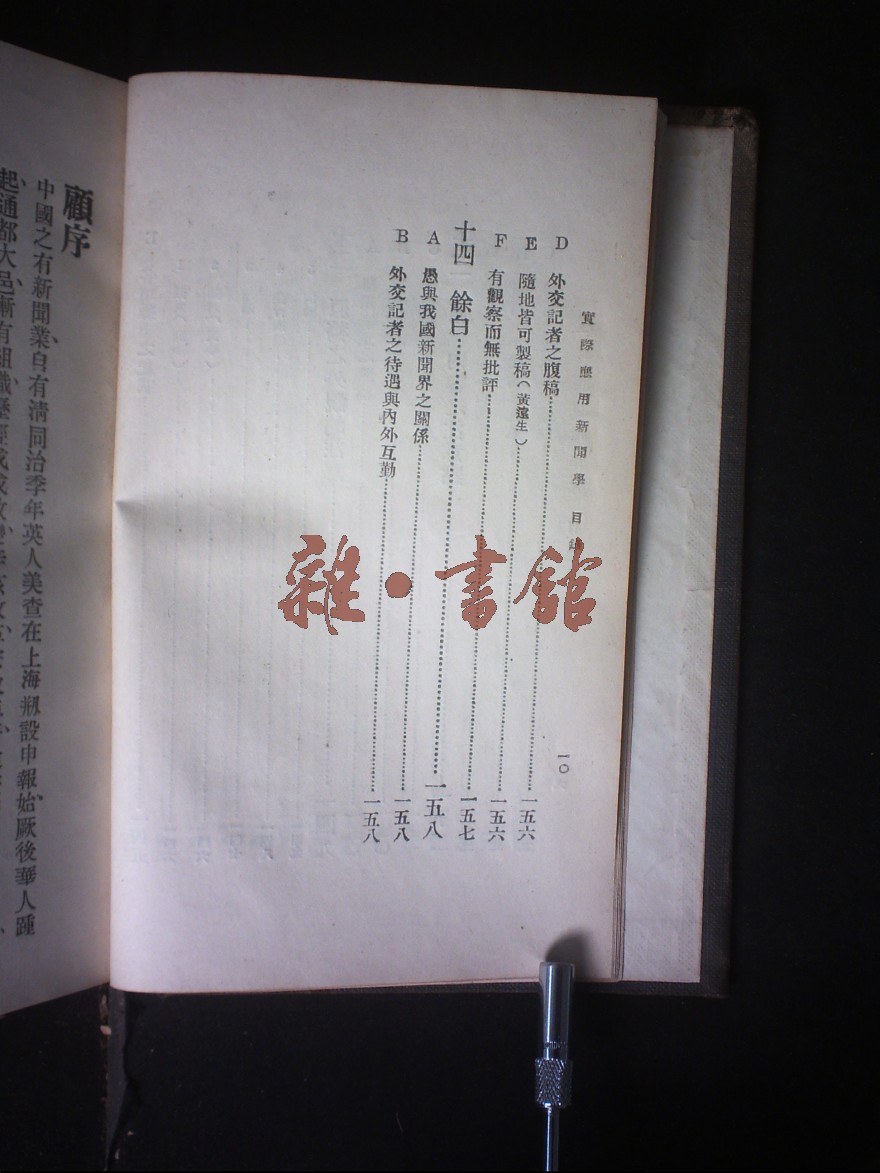 實際應用新聞學 目錄 一〇
D 外交記者之腹稿……一五六
E 隨地皆可製稿(黃遠生)……一五六
F 有觀察而無批評……一五七
十四 餘白……一五八
A 愚與我國新聞界之關係……一五八
B 外交記者之待遇與內外互勤……一五八
雜·書館
顧序
中國之有新聞業、自有清同治季年英人美查在上海剏設申報始、厥後華人踵
起、通都大邑、漸有組織